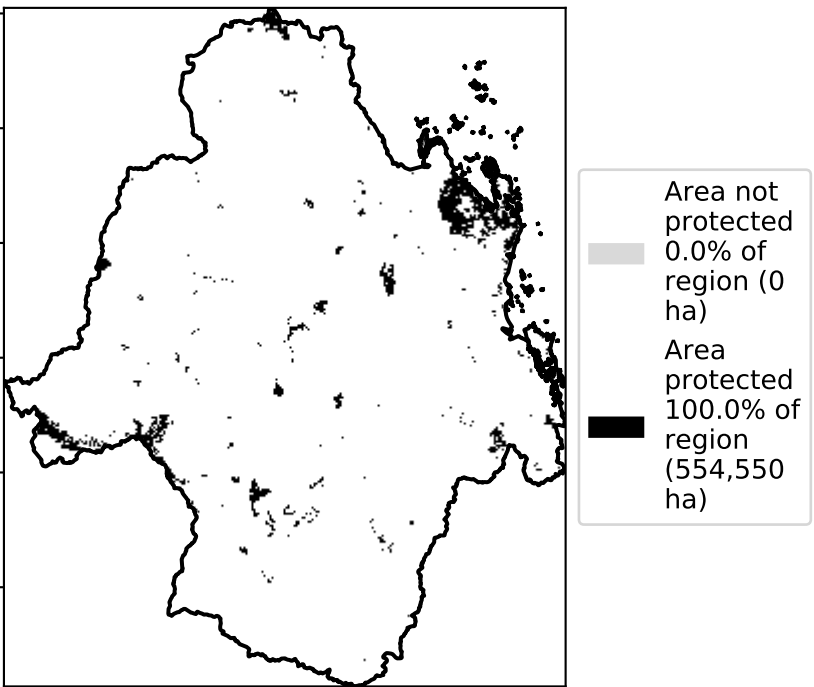 Area not
protected
0.0% of
region (0
ha)
Area
protected
100.0% of
region
(554,550
ha)